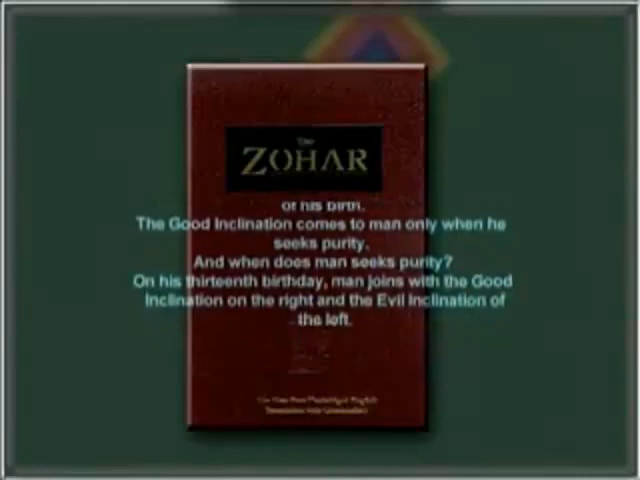 The
ZOHAR
of his birth.
The Good Inclination comes to man only when he
seeks purity.
And when does man seeks purity?
On his thirteenth birthday, man joins with the Good
Inclination on the right and the Evil Inclination of
the left.